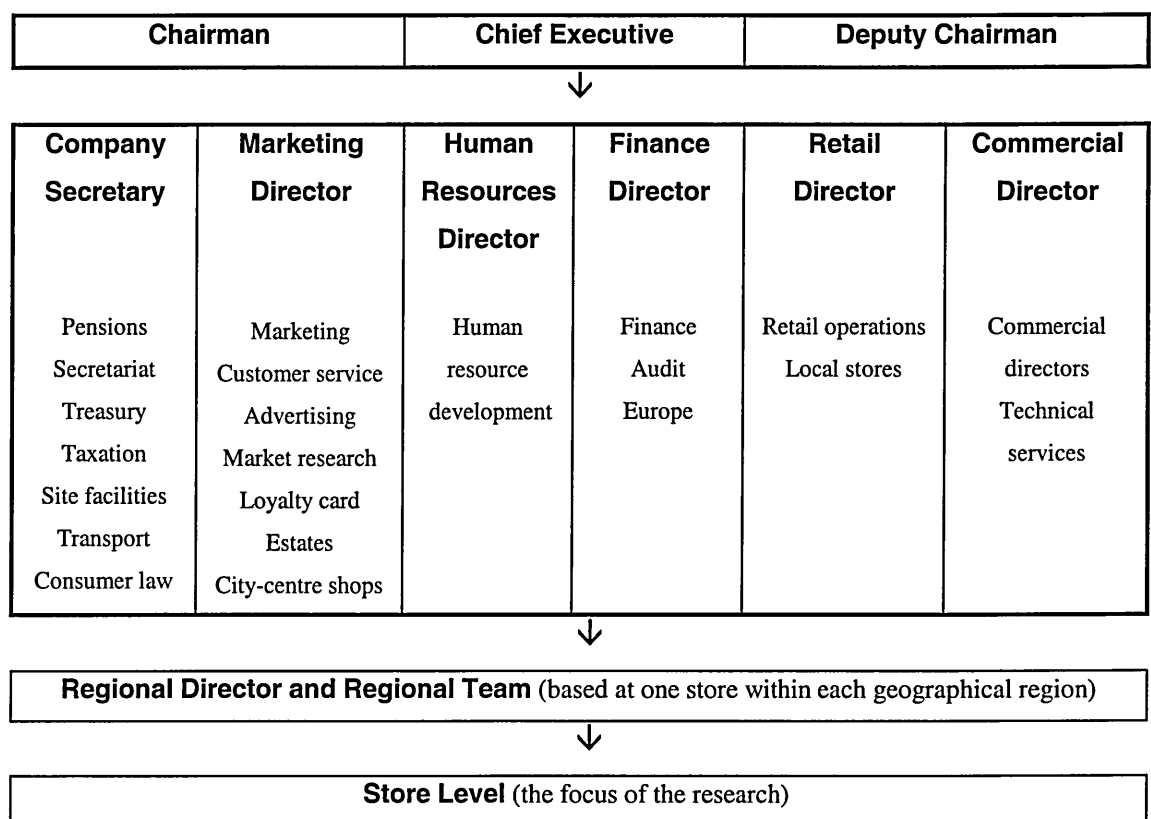 Chairman
Chief Executive
Deputy Chairman
Company
Secretary
Pensions
Secretariat
Treasury
Taxation
Site facilities
Transport
Consumer law
Marketing
Director
Marketing
Customer service
Advertising
Market research
Loyalty card
Estates
City-centre shops
Human
Resources
Director
Human
resource
development
Finance
Director
Finance
Audit
Europe
Retail
Director
Retail operations
Local stores
Commercial
Director
Commercial
directors
Technical
services
Regional Director and Regional Team (based at one store within each geographical region)
Store Level (the focus of the research)